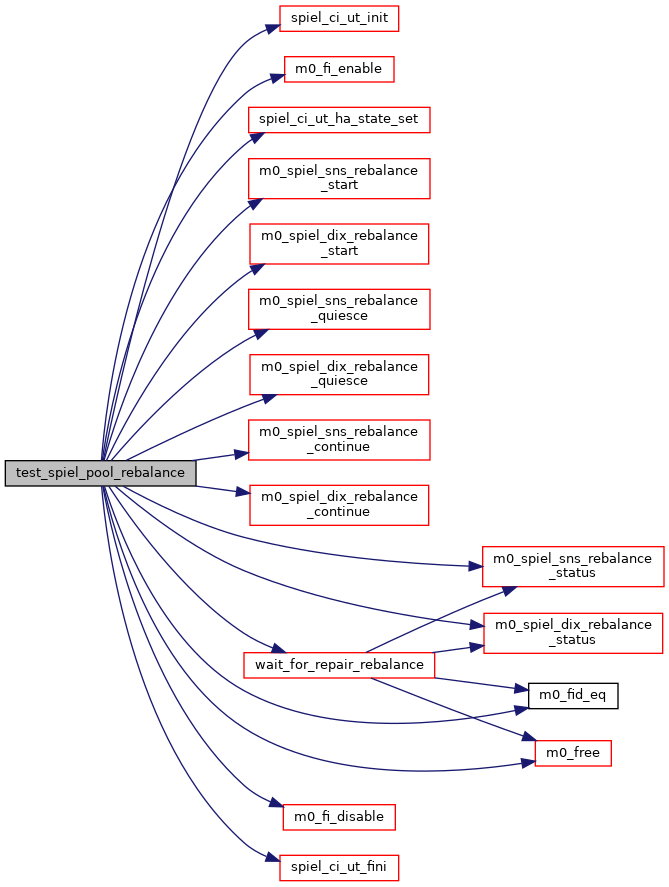 spiel_ci_ut_init
m0_fi_enable
spiel_ci_ut_ha_state_set
m0_spiel_sns_rebalance
_start
m0_spiel_dix_rebalance
_start
m0_spiel_sns_rebalance
_quiesce
m0_spiel_dix_rebalance
_quiesce
m0_spiel_sns_rebalance
_continue
test_spiel_pool_rebalance
m0_spiel_dix_rebalance
_continue
m0_spiel_sns_rebalance
_status
m0_spiel_dix_rebalance
_status
wait_for_repair_rebalance
m0_fid_eq
m0_free
m0_fi_disable
spiel_ci_ut_fini